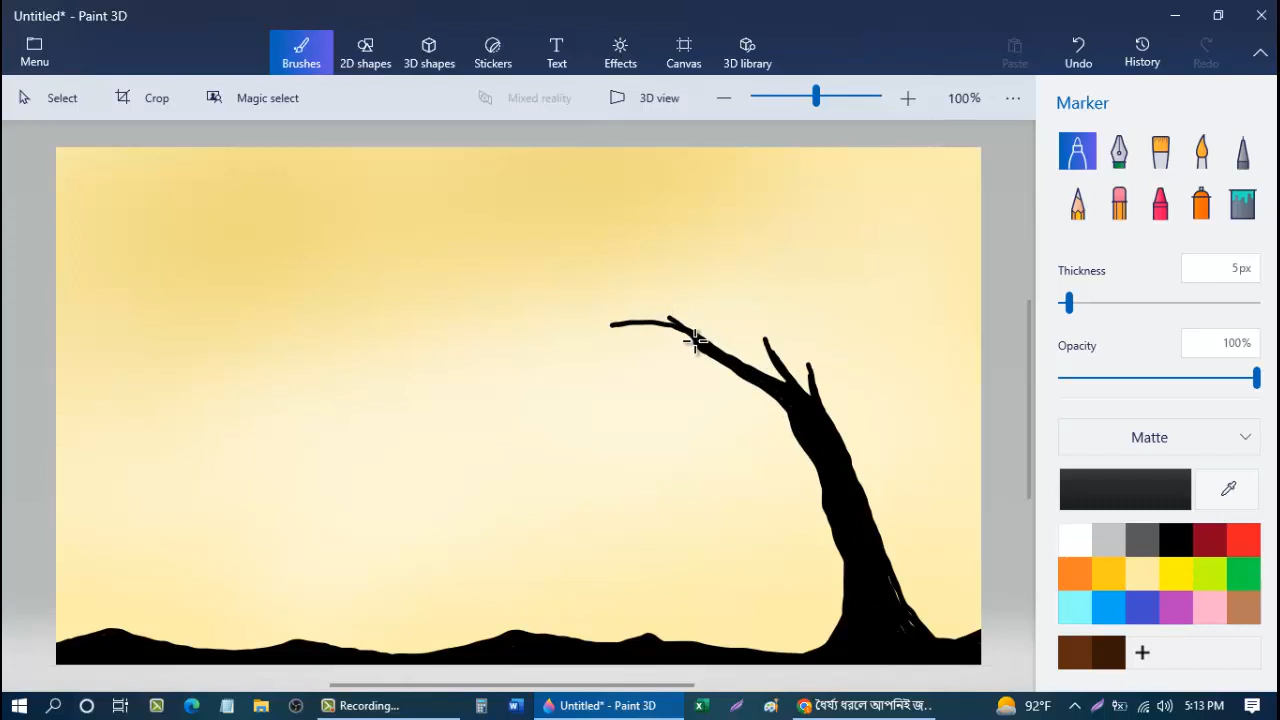 Untitled* - Paint 3D
Menu
Brushes
2D shapes
3D shapes
Stickers
Text
Effects
Canvas
3D library
Paste
Undo
History
Redo
Select
Crop
Magic select
Mixed reality
3D view
100%
Marker
Thickness
5px
Opacity
100%
Matte
Recording...
Untitled* - Paint 3D
ধৈর্য্য ধরলে আপনিই জ...
92°F
5:13 PM